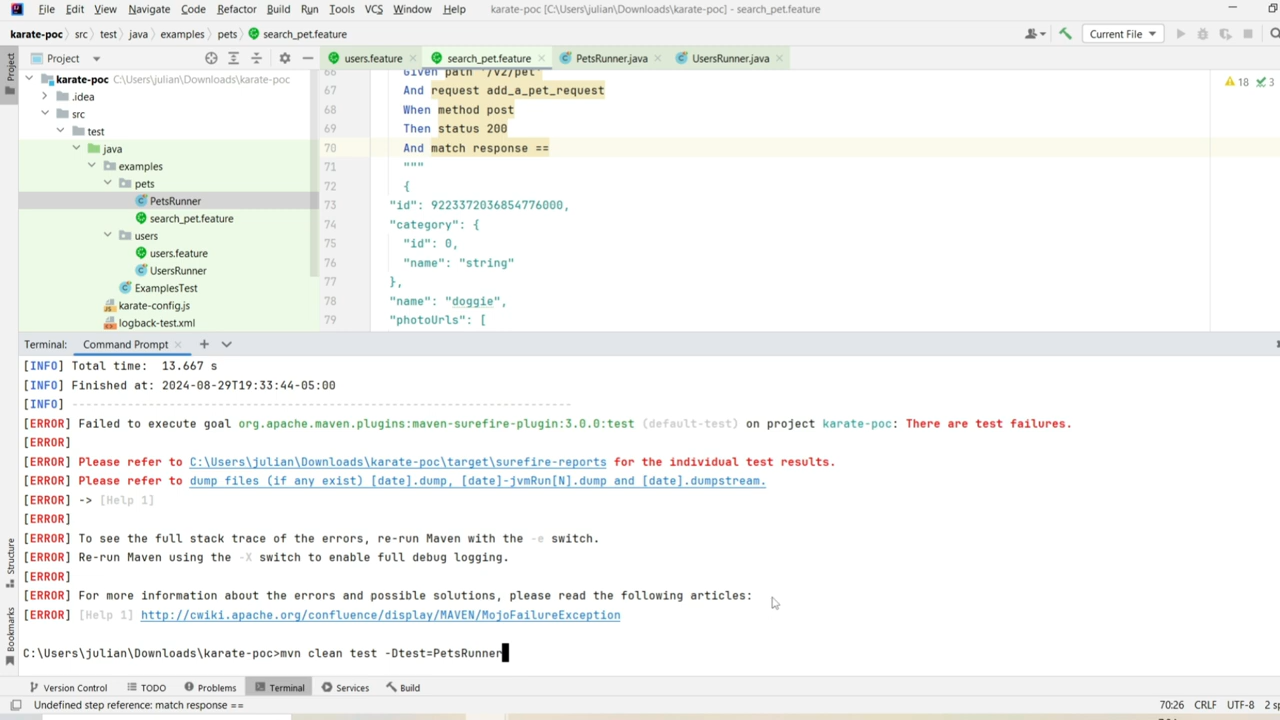 File Edit View Navigate Code Refactor Build Run Tools VCS Window Help karate-poc [C:\Users\julian\Downloads\karate-poc] - search_pet.feature
karate-poc src test java examples pets search_pet.feature
Current File
Project
users.feature search_pet.feature PetsRunner.java UsersRunner.java
Project
karate-poc C:\Users\julian\Downloads\karate-poc
.idea
src
test
java
examples
pets
PetsRunner
search_pet.feature
users
users.feature
UsersRunner
ExamplesTest
karate-config.js
logback-test.xml
66 Given path '/v2/pet'
67 And request add_a_pet_request
68 When method post
69 Then status 200
70 And match response ==
71 """
72 {
73 "id": 9223372036854776000,
74 "category": {
75 "id": 0,
76 "name": "string"
77 },
78 "name": "doggie",
79 "photoUrls": [
18 3
Terminal: Command Prompt
[INFO] Total time:  13.667 s
[INFO] Finished at: 2024-08-29T19:33:44-05:00
[INFO] ------------------------------------------------------------------------
[ERROR] Failed to execute goal org.apache.maven.plugins:maven-surefire-plugin:3.0.0:test (default-test) on project karate-poc: There are test failures.
[ERROR]
[ERROR] Please refer to C:\Users\julian\Downloads\karate-poc\target\surefire-reports for the individual test results.
[ERROR] Please refer to dump files (if any exist) [date].dump, [date]-jvmRun[N].dump and [date].dumpstream.
[ERROR] -> [Help 1]
[ERROR]
[ERROR] To see the full stack trace of the errors, re-run Maven with the -e switch.
[ERROR] Re-run Maven using the -X switch to enable full debug logging.
[ERROR]
[ERROR] For more information about the errors and possible solutions, please read the following articles:
[ERROR] [Help 1] http://cwiki.apache.org/confluence/display/MAVEN/MojoFailureException
C:\Users\julian\Downloads\karate-poc>mvn clean test -Dtest=PetsRunner
Structure
Bookmarks
Version Control TODO Problems Terminal Services Build
Undefined step reference: match response == 70:26 CRLF UTF-8 2 sp